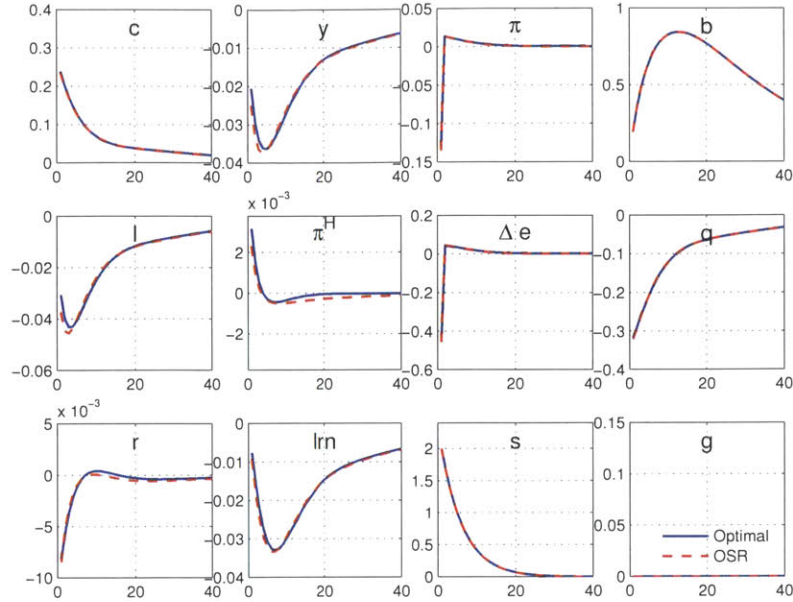 c
0.4
0.3
0.2
0.1
0
0 20 40
y
0
−0.01
−0.02
−0.03
−0.04
0 20 40
π
0.05
0
−0.05
−0.1
−0.15
0 20 40
b
1
0.5
0
0 20 40
l
0
−0.02
−0.04
−0.06
0 20 40
x 10⁻³
πᴴ
2
0
−2
0 20 40
Δ e
0.2
0
−0.2
−0.4
−0.6
0 20 40
q
0
−0.1
−0.2
−0.3
−0.4
0 20 40
x 10⁻³
r
5
0
−5
−10
0 20 40
lrn
0
−0.01
−0.02
−0.03
−0.04
0 20 40
s
2
1.5
1
0.5
0
0 20 40
g
0.15
0.1
0.05
0
0 20 40
Optimal
OSR